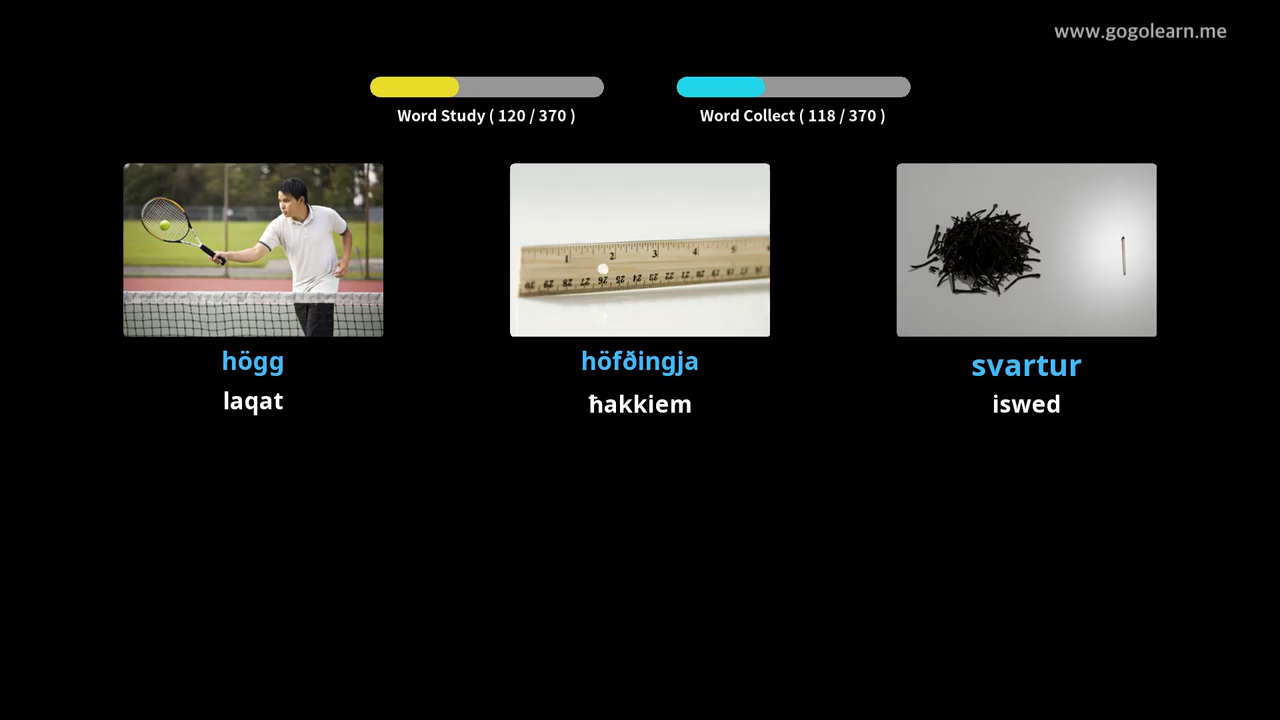 www.gogolearn.me
Word Study ( 120 / 370 )
Word Collect ( 118 / 370 )
högg
höfðingja
svartur
laqat
ħakkiem
iswed